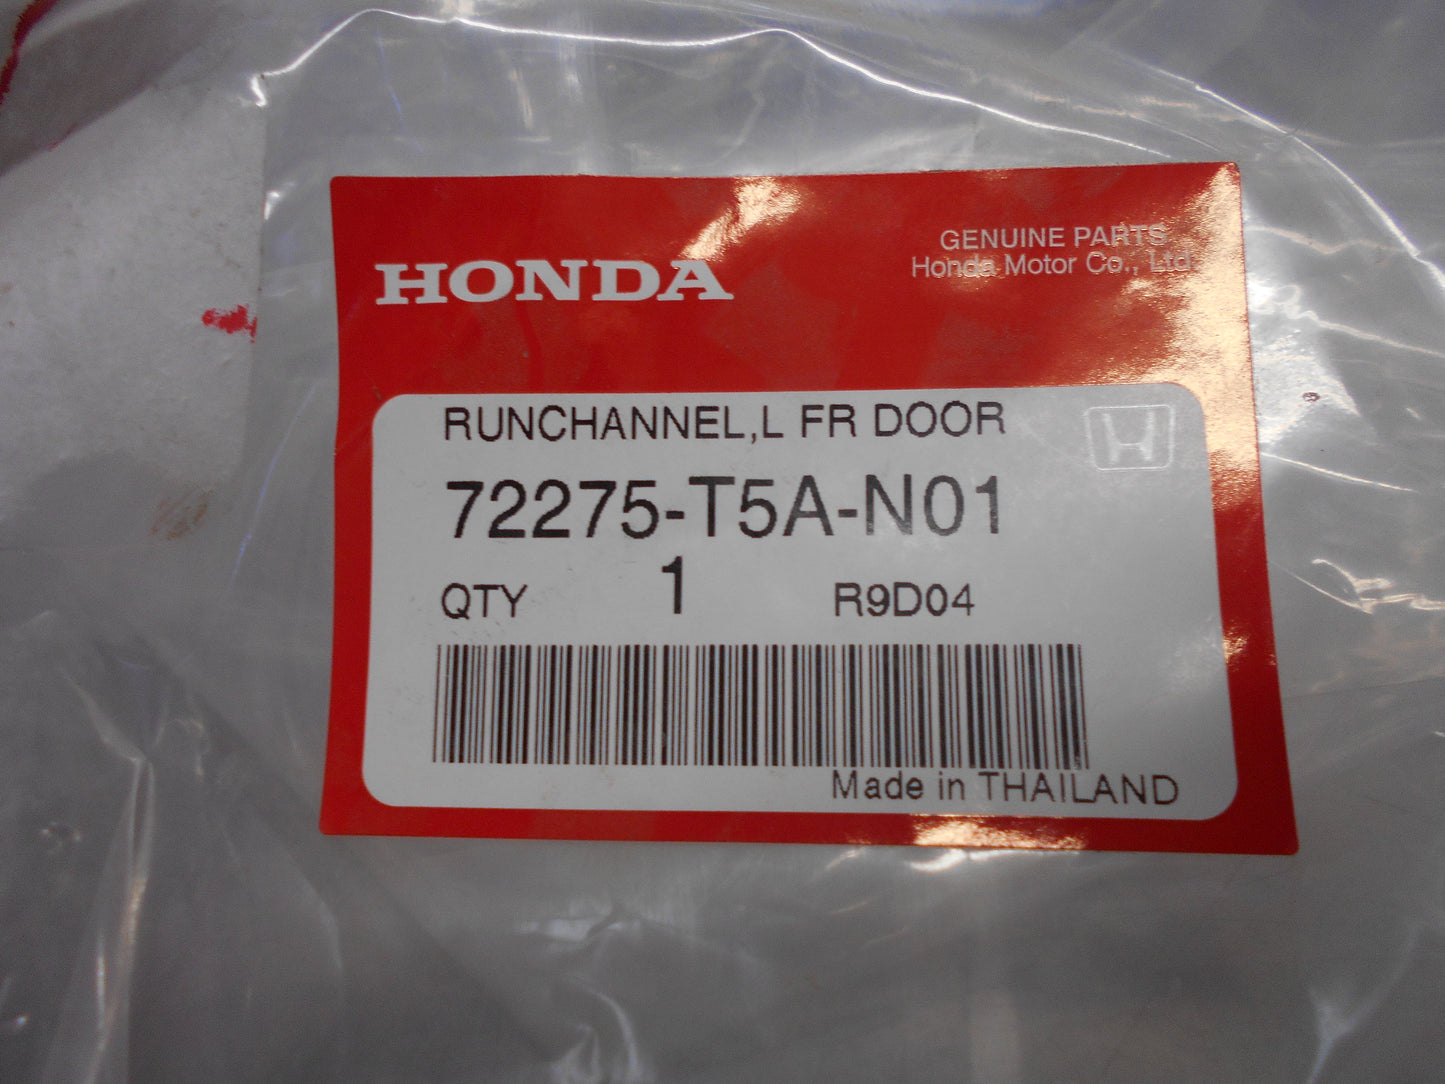 HONDA
GENUINE PARTS
Honda Motor Co., Ltd.
RUNCHANNEL,L FR DOOR
72275-T5A-N01
QTY 1 R9D04
Made in THAILAND